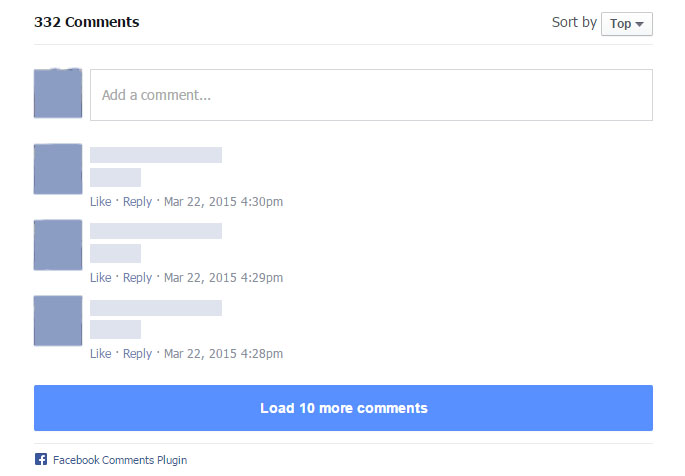 332 Comments
Sort by Top
Add a comment...
Like · Reply · Mar 22, 2015 4:30pm
Like · Reply · Mar 22, 2015 4:29pm
Like · Reply · Mar 22, 2015 4:28pm
Load 10 more comments
Facebook Comments Plugin